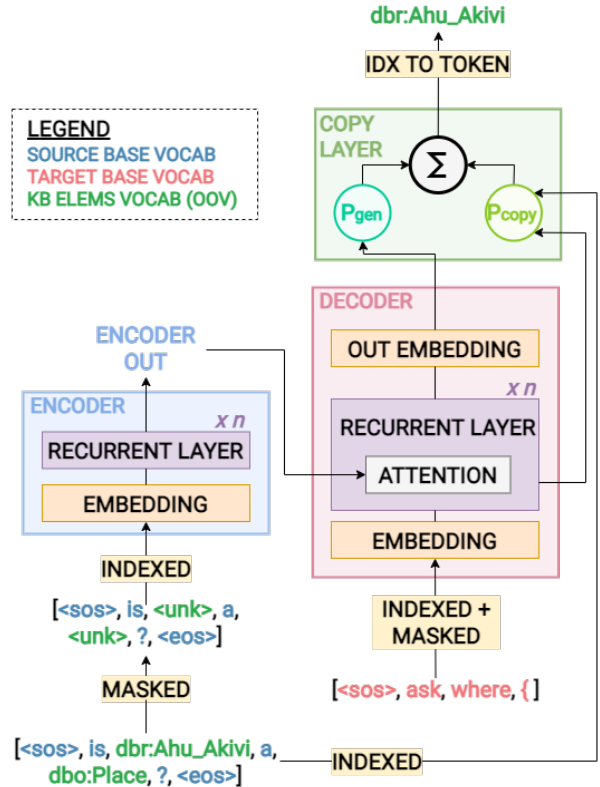 dbr:Ahu_Akivi
IDX TO TOKEN
LEGEND
SOURCE BASE VOCAB
TARGET BASE VOCAB
KB ELEMS VOCAB (OOV)
COPY
LAYER
Σ
Pgen
Pcopy
DECODER
OUT EMBEDDING
x n
RECURRENT LAYER
ATTENTION
EMBEDDING
INDEXED +
MASKED
[<sos>, ask, where, { ]
ENCODER
OUT
ENCODER
x n
RECURRENT LAYER
EMBEDDING
INDEXED
[<sos>, is, <unk>, a,
<unk>, ?, <eos>]
MASKED
[<sos>, is, dbr:Ahu_Akivi, a,
dbo:Place, ?, <eos>]
INDEXED